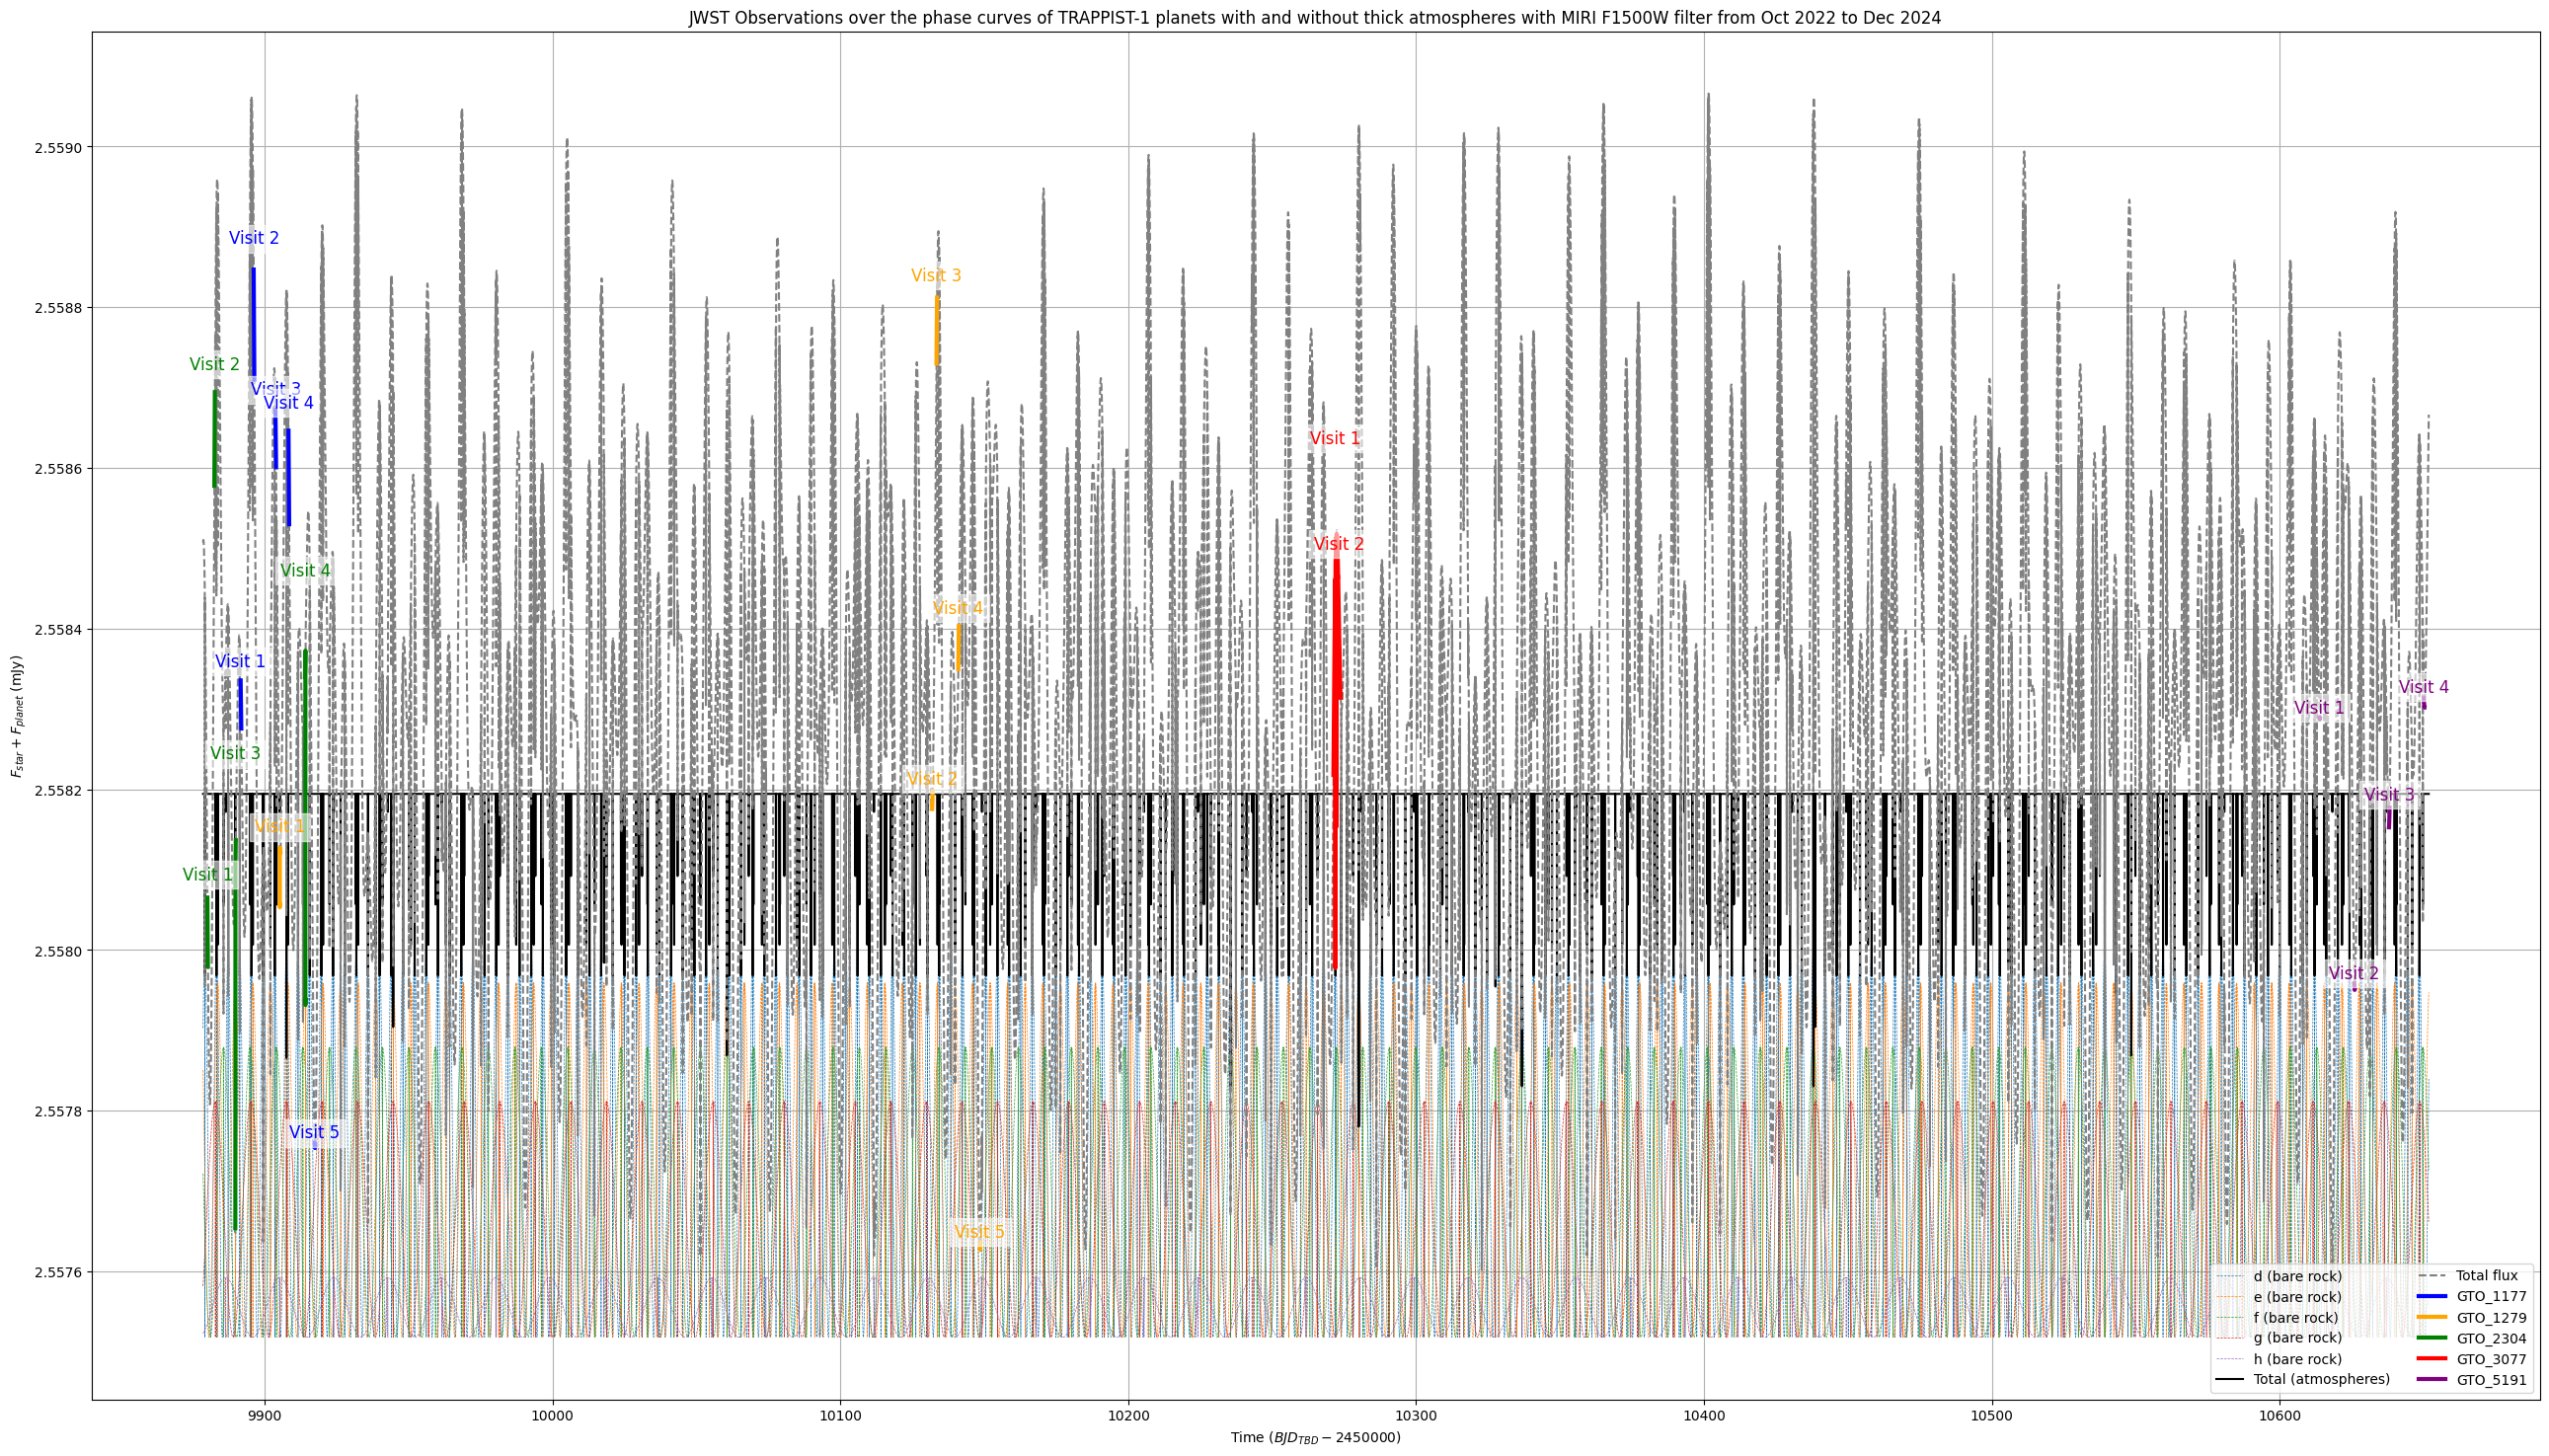 JWST Observations over the phase curves of TRAPPIST-1 planets with and without thick atmospheres with MIRI F1500W filter from Oct 2022 to Dec 2024
F_star + F_planet (mJy)
2.5590
2.5588
2.5586
2.5584
2.5582
2.5580
2.5578
2.5576
Visit 2
Visit 3
Visit 2
Visit 3
Visit 4
Visit 1
Visit 2
Visit 4
Visit 4
Visit 1
Visit 4
Visit 1
Visit 3
Visit 2
Visit 3
Visit 1
Visit 1
Visit 2
Visit 5
Visit 5
d (bare rock)
e (bare rock)
f (bare rock)
g (bare rock)
h (bare rock)
Total (atmospheres)
Total flux
GTO_1177
GTO_1279
GTO_2304
GTO_3077
GTO_5191
9900
10000
10100
10200
10300
10400
10500
10600
Time (BJD_TBD − 2450000)